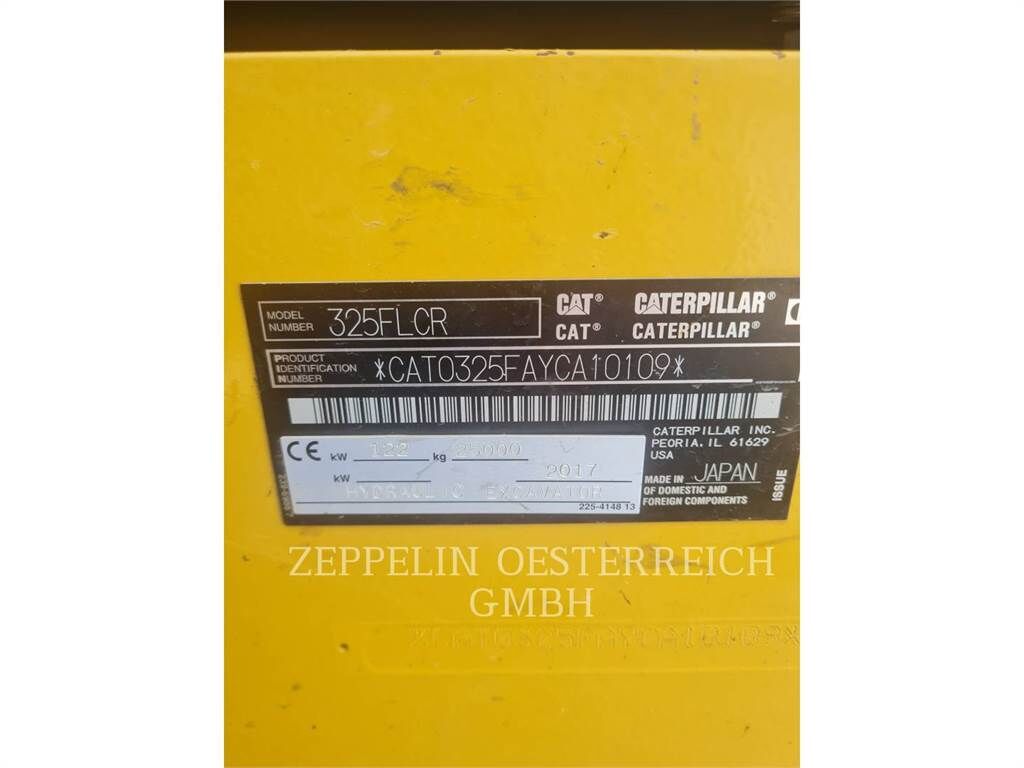 MODEL NUMBER 325FLCR
CAT® CATERPILLAR®
CAT® CATERPILLAR®
PRODUCT IDENTIFICATION NUMBER *CAT0325FAYCA10109*
CATERPILLAR INC.
PEORIA. IL 61629
USA
CE kW 122 kg 25000
kW 2017
HYDRAULIC EXCAVATOR
225-4148 13
MADE IN JAPAN
OF DOMESTIC AND
FOREIGN COMPONENTS
ISSUE
ZEPPELIN OESTERREICH
GMBH
*CAT0325FAYCA10109*